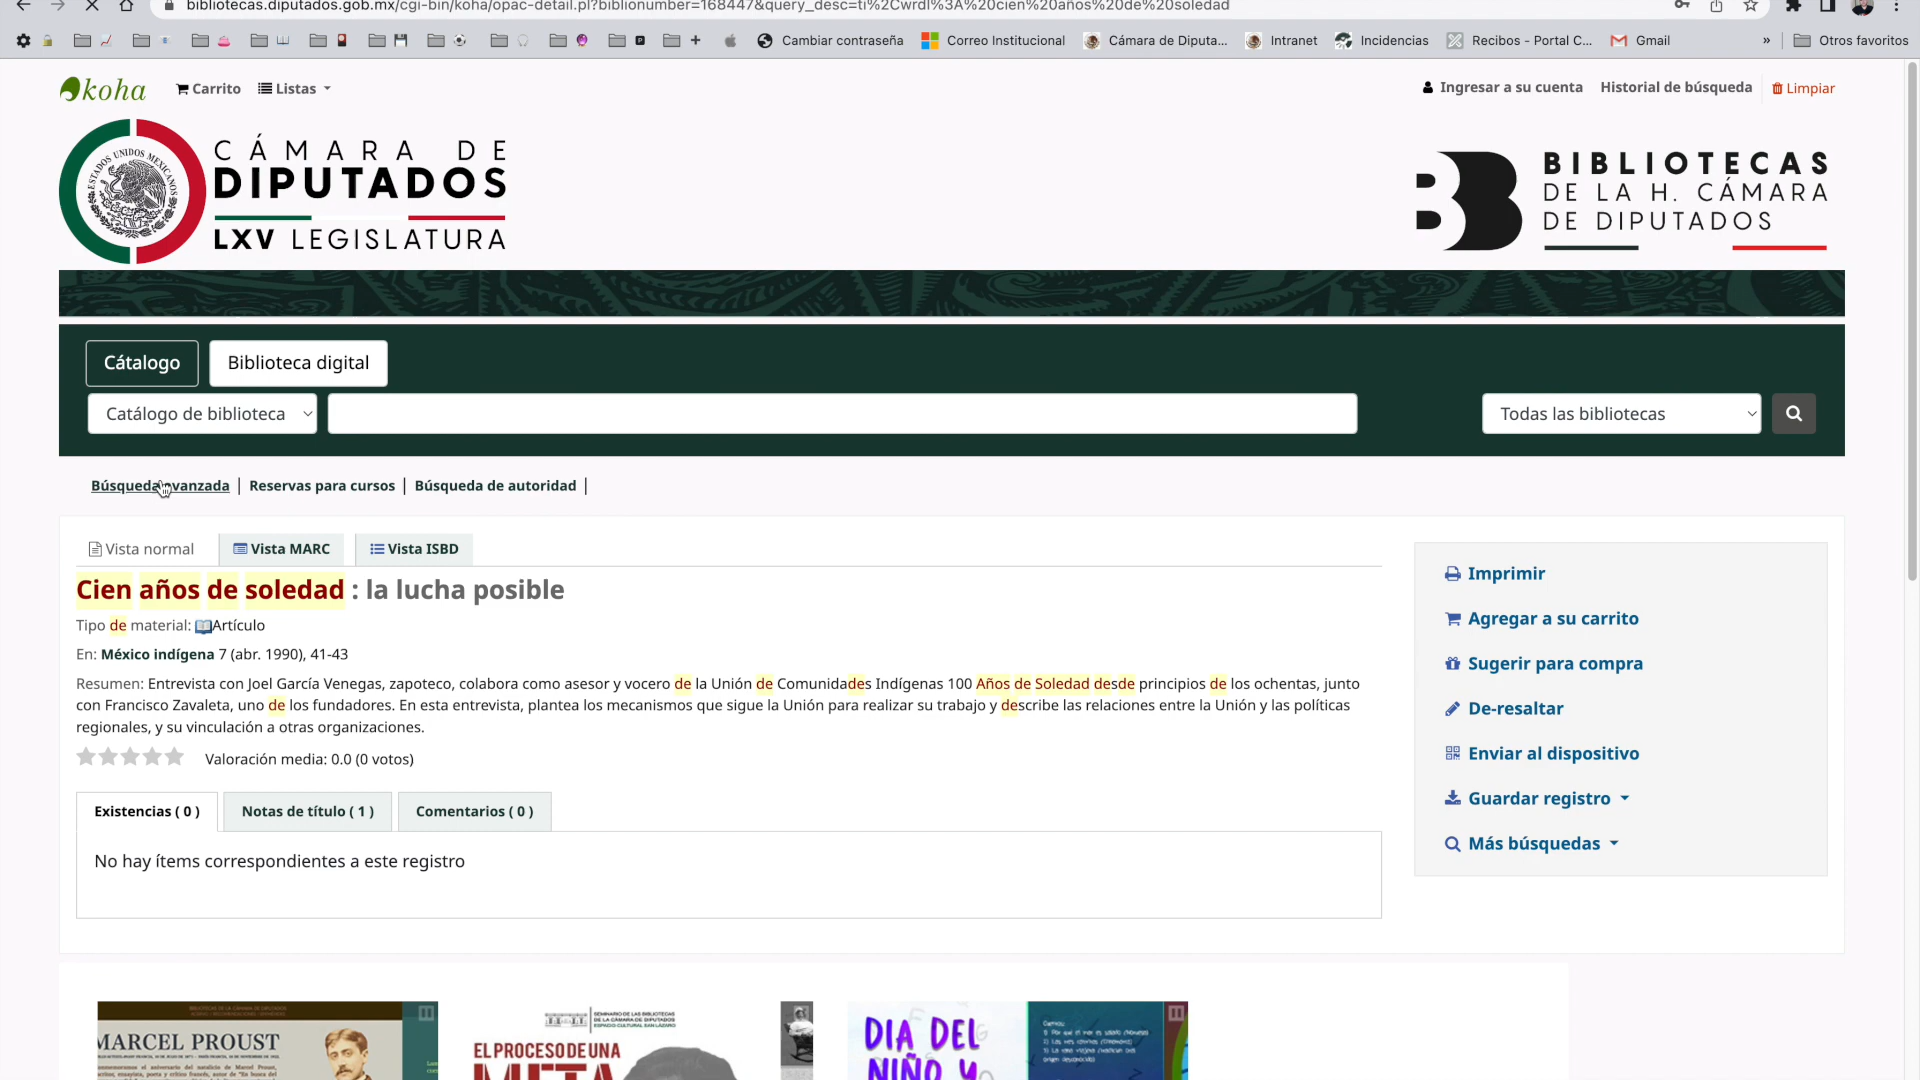 bibliotecas.diputados.gob.mx/cgi-bin/koha/opac-detail.pl?biblionumber=168447&query_desc=ti%2Cwrdl%3A%20cien%20años%20de%20soledad
Cambiar contraseña Correo Institucional Cámara de Diputa... Intranet Incidencias Recibos - Portal C... Gmail » Otros favoritos
koha Carrito Listas Ingresar a su cuenta Historial de búsqueda Limpiar
ESTADOS UNIDOS MEXICANOS
CÁMARA DE
DIPUTADOS
LXV LEGISLATURA
BIBLIOTECAS
DE LA H. CÁMARA
DE DIPUTADOS
Cátalogo Biblioteca digital
Catálogo de biblioteca Todas las bibliotecas
Búsqueda avanzada | Reservas para cursos | Búsqueda de autoridad |
Vista normal Vista MARC Vista ISBD
Cien años de soledad : la lucha posible
Tipo de material: Artículo
En: México indígena 7 (abr. 1990), 41-43
Resumen: Entrevista con Joel García Venegas, zapoteco, colabora como asesor y vocero de la Unión de Comunidades Indígenas 100 Años de Soledad desde principios de los ochentas, junto
con Francisco Zavaleta, uno de los fundadores. En esta entrevista, plantea los mecanismos que sigue la Unión para realizar su trabajo y describe las relaciones entre la Unión y las políticas
regionales, y su vinculación a otras organizaciones.
Valoración media: 0.0 (0 votos)
Existencias ( 0 ) Notas de título ( 1 ) Comentarios ( 0 )
No hay ítems correspondientes a este registro
Imprimir
Agregar a su carrito
Sugerir para compra
De-resaltar
Enviar al dispositivo
Guardar registro
Más búsquedas
MARCEL PROUST
SEMINARIO DE LAS BIBLIOTECAS
DE LA CÁMARA DE DIPUTADOS
ESPACIO CULTURAL SAN LÁZARO
EL PROCESO DE UNA
META
DIA DEL
NIÑO Y